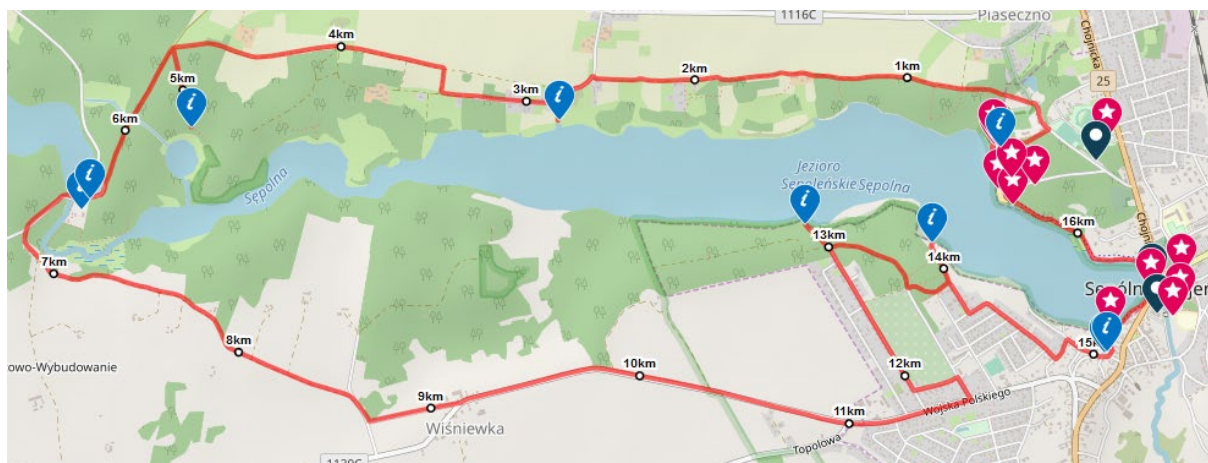 1116C
Piaseczno
Chojnicka
25
4km
5km
3km
2km
1km
6km
Sępolna
Jezioro
Sępoleńskie Sępolna
16km
Chojnic
13km
14km
7km
8km
owo-Wybudowanie
9km
Wiśniewka
10km
12km
11km
Wojska Polskiego
Topolowa